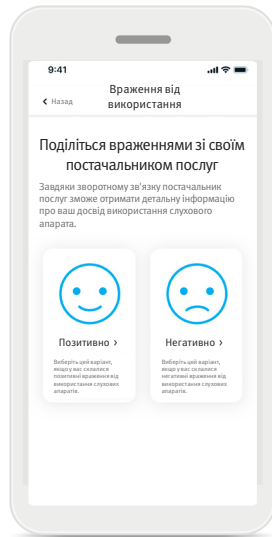 9:41
Назад
Враження від
використання
Поділіться враженнями зі своїм
постачальником послуг
Завдяки зворотному зв'язку постачальник
послуг зможе отримати детальну інформацію
про ваш досвід використання слухового
апарата.
Позитивно
Виберіть цей варіант,
якщо у вас склалися
позитивні враження від
використання слухових
апаратів.
Негативно
Виберіть цей варіант,
якщо у вас склалися
негативні враження від
використання слухових
апаратів.